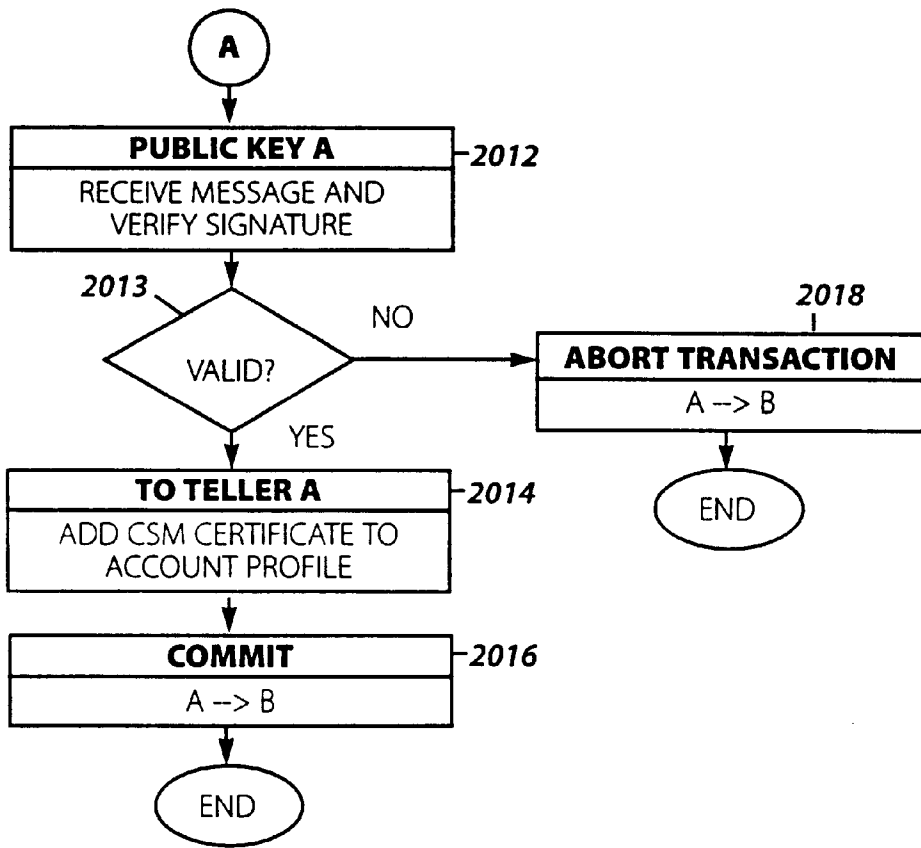 A
PUBLIC KEY A
2012
RECEIVE MESSAGE AND
VERIFY SIGNATURE
2013
VALID?
NO
YES
2018
ABORT TRANSACTION
A --> B
END
TO TELLER A
2014
ADD CSM CERTIFICATE TO
ACCOUNT PROFILE
COMMIT
2016
A --> B
END